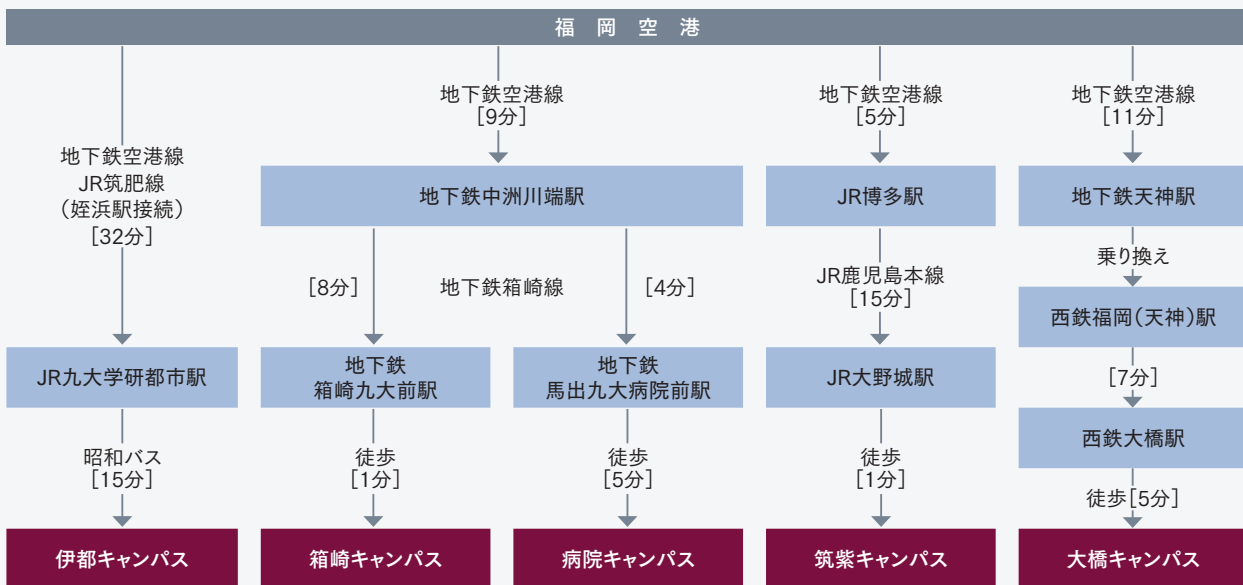 福岡空港
地下鉄空港線
JR筑肥線
（姪浜駅接続）
［32分］
JR九大学研都市駅
昭和バス
［15分］
伊都キャンパス
地下鉄空港線
［9分］
地下鉄中洲川端駅
［8分］
地下鉄箱崎線
［4分］
地下鉄
箱崎九大前駅
徒歩
［1分］
箱崎キャンパス
地下鉄
馬出九大病院前駅
徒歩
［5分］
病院キャンパス
地下鉄空港線
［5分］
JR博多駅
JR鹿児島本線
［15分］
JR大野城駅
徒歩
［1分］
筑紫キャンパス
地下鉄空港線
［11分］
地下鉄天神駅
乗り換え
西鉄福岡（天神）駅
［7分］
西鉄大橋駅
徒歩［5分］
大橋キャンパス